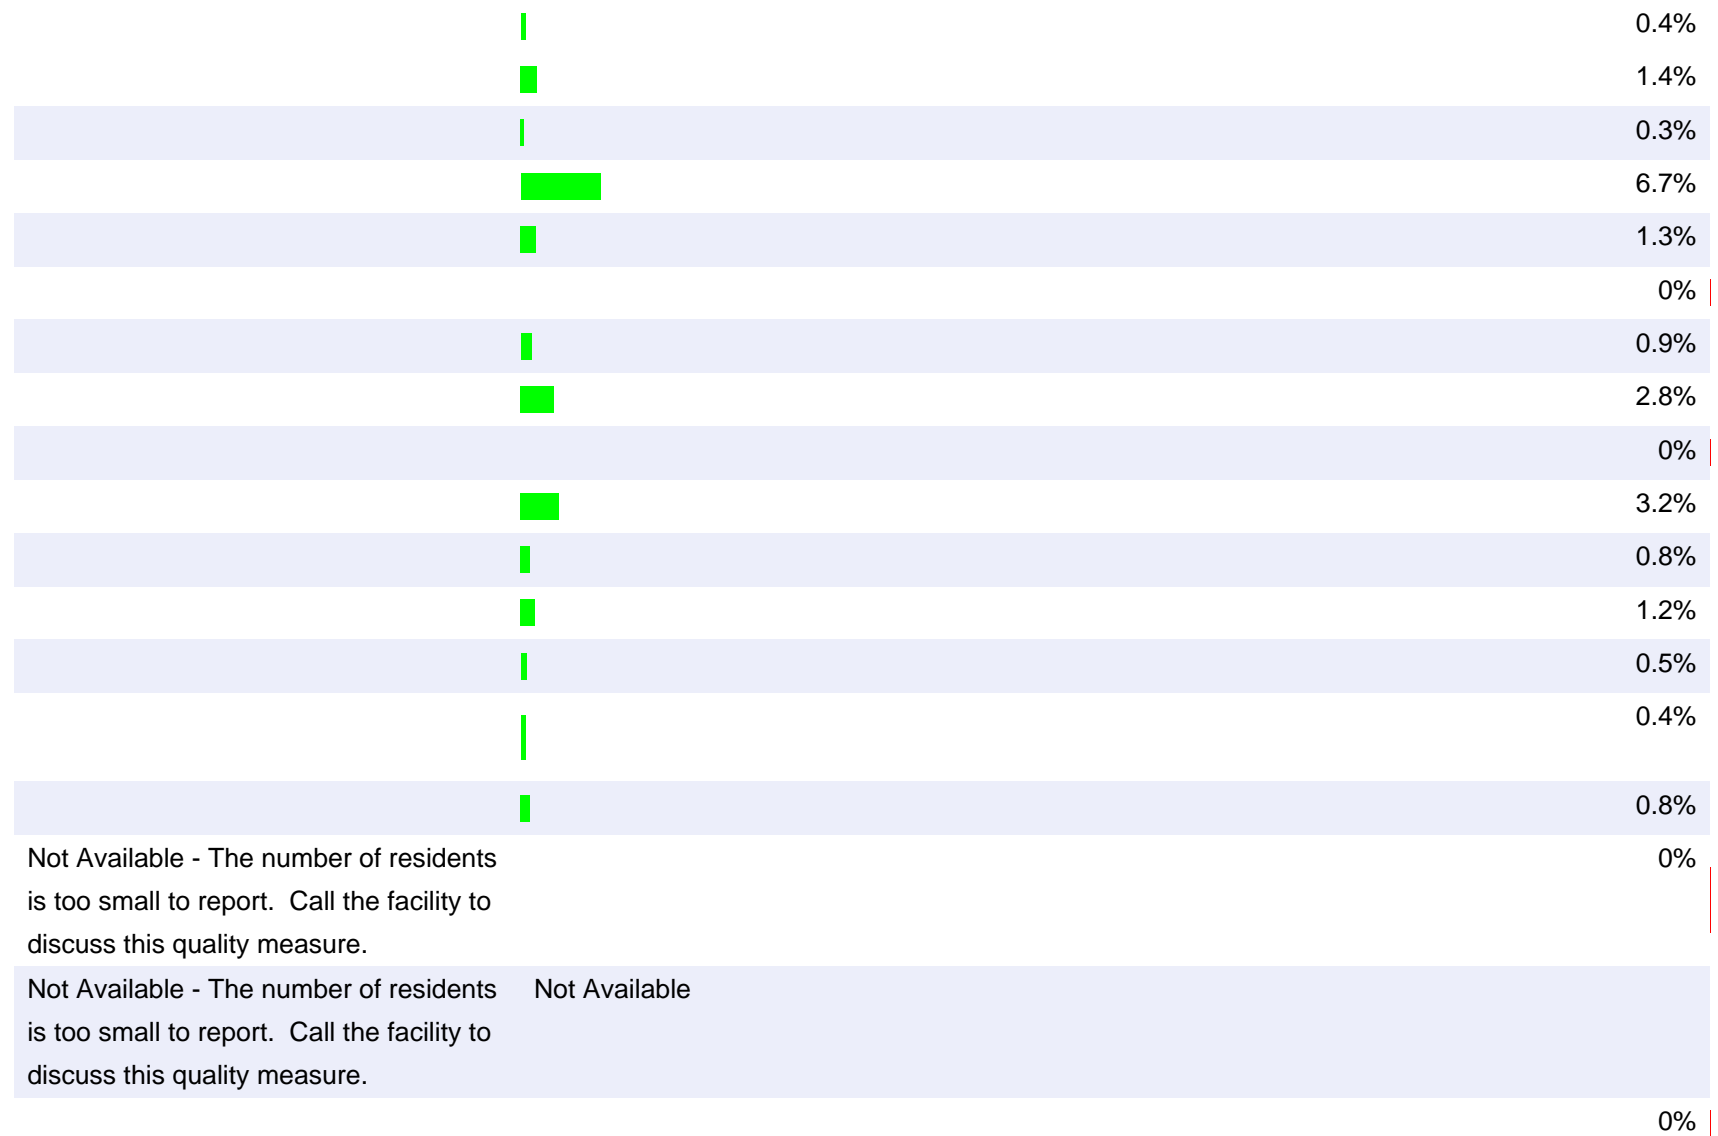 0.4%
1.4%
0.3%
6.7%
1.3%
0%
0.9%
2.8%
0%
3.2%
0.8%
1.2%
0.5%
0.4%
0.8%
Not Available - The number of residents 0%
is too small to report.  Call the facility to
discuss this quality measure.
Not Available - The number of residents Not Available
is too small to report.  Call the facility to
discuss this quality measure.
0%